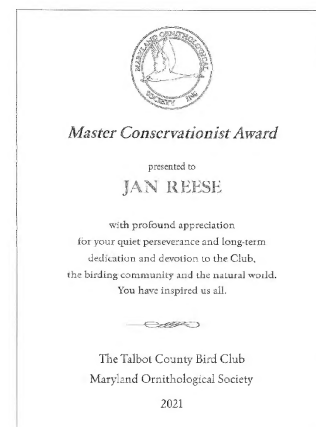 MARYLAND ORNITHOLOGICAL
SOCIETY
Master Conservationist Award
presented to
JAN REESE
with profound appreciation
for your quiet perseverance and long-term
dedication and devotion to the Club,
the birding community and the natural world.
You have inspired us all.
The Talbot County Bird Club
Maryland Ornithological Society
2021